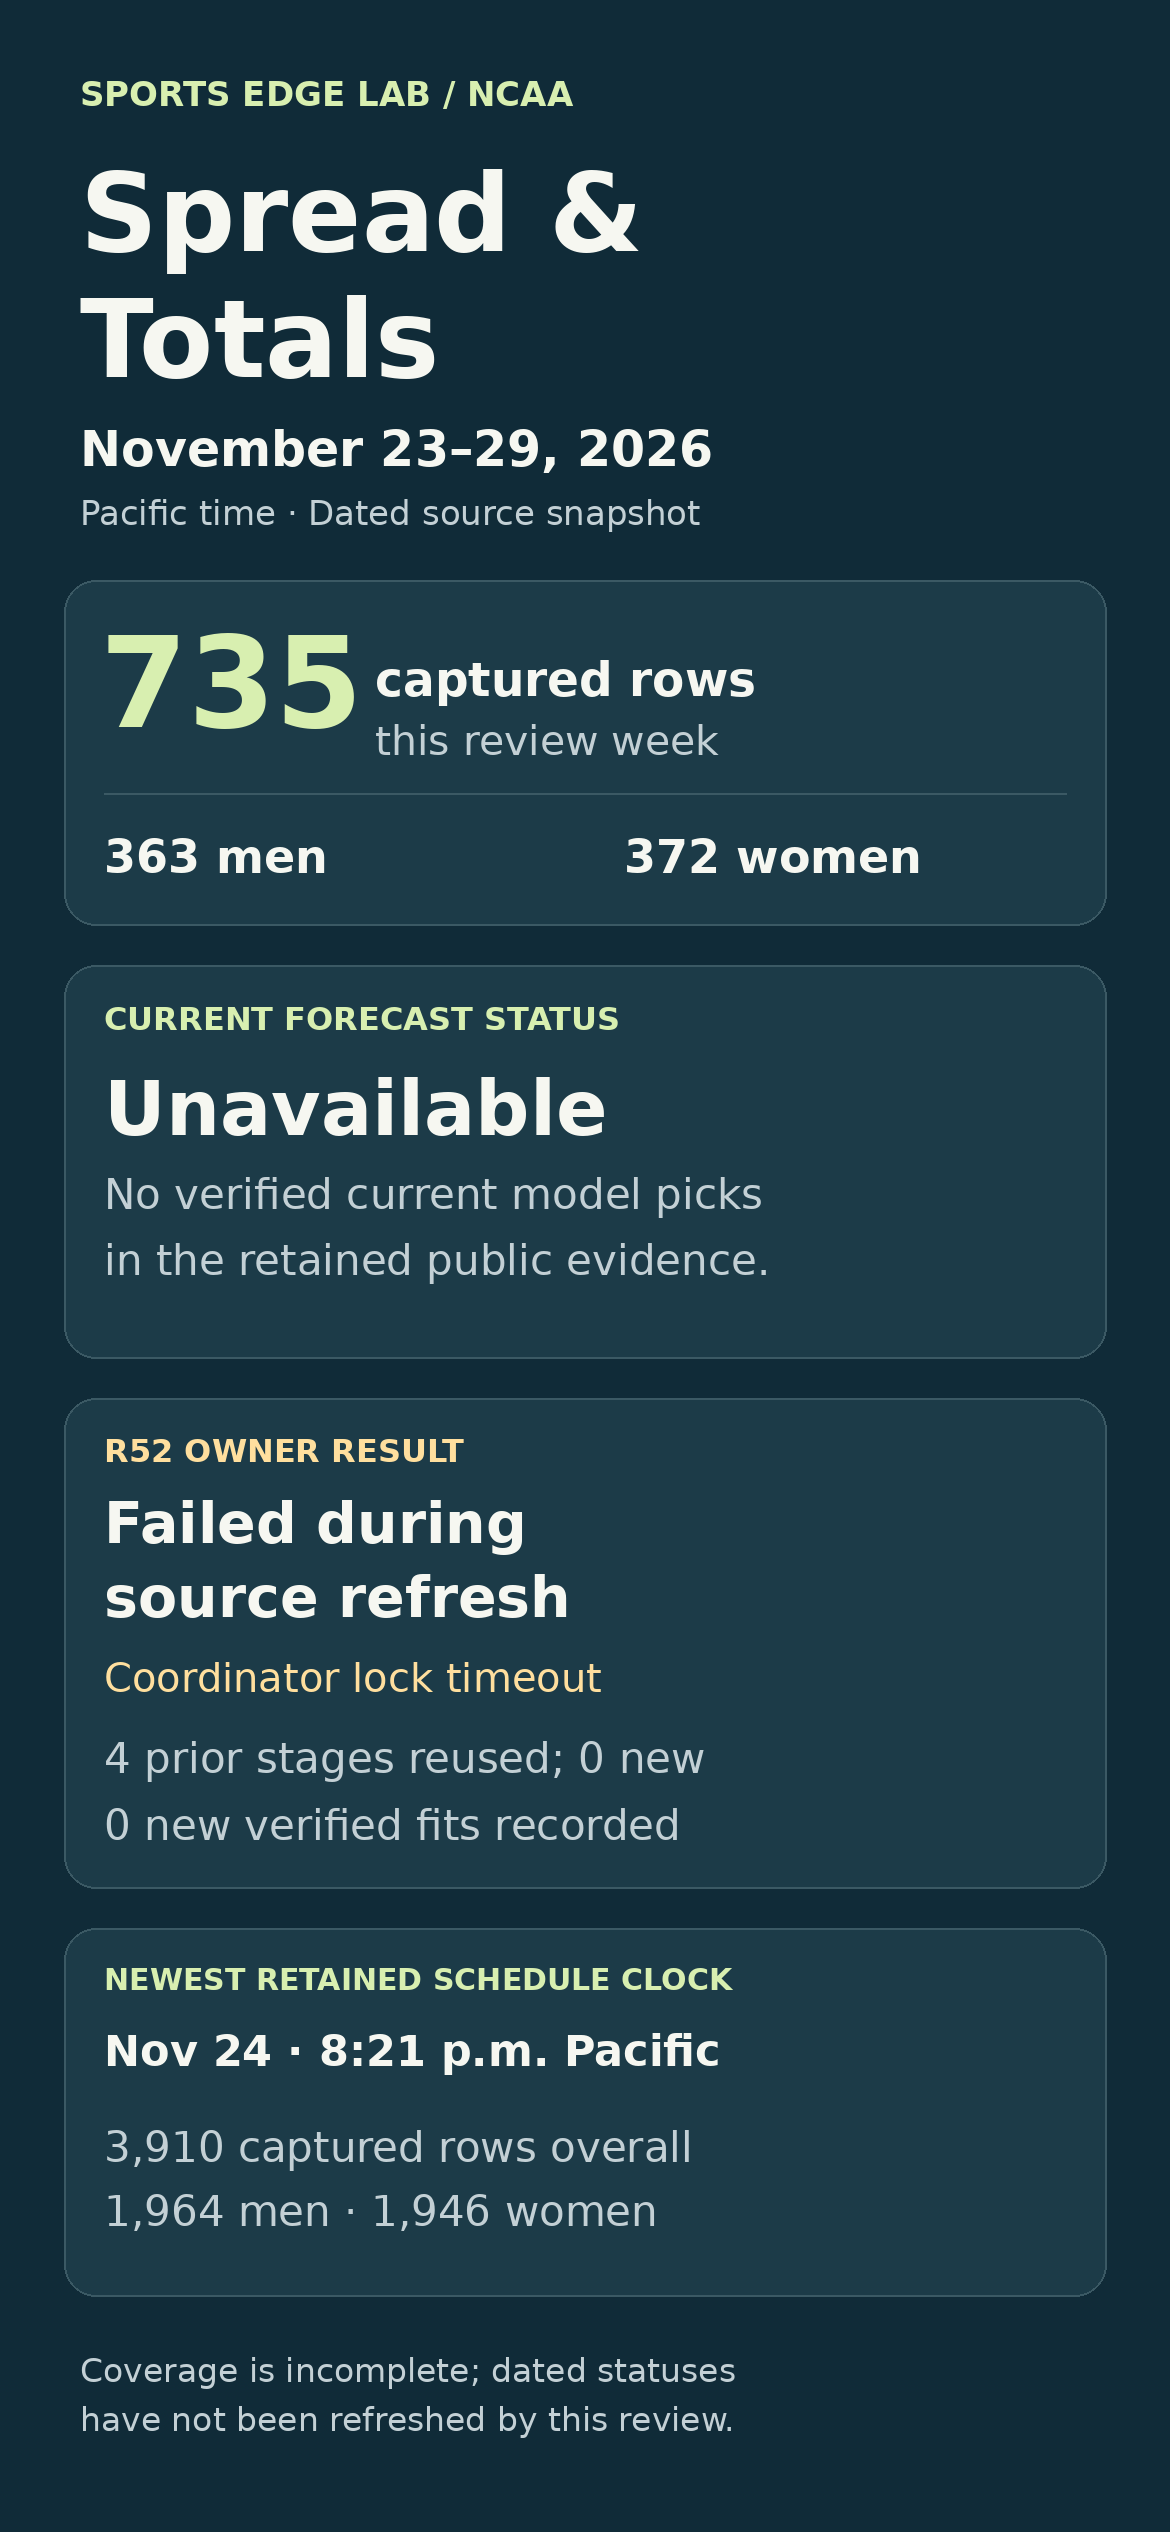 SPORTS EDGE LAB / NCAA
Spread &
Totals
November 23–29, 2026
Pacific time · Dated source snapshot
735 captured rows
this review week
363 men 372 women
CURRENT FORECAST STATUS
Unavailable
No verified current model picks
in the retained public evidence.
R52 OWNER RESULT
Failed during
source refresh
Coordinator lock timeout
4 prior stages reused; 0 new
0 new verified fits recorded
NEWEST RETAINED SCHEDULE CLOCK
Nov 24 · 8:21 p.m. Pacific
3,910 captured rows overall
1,964 men · 1,946 women
Coverage is incomplete; dated statuses
have not been refreshed by this review.